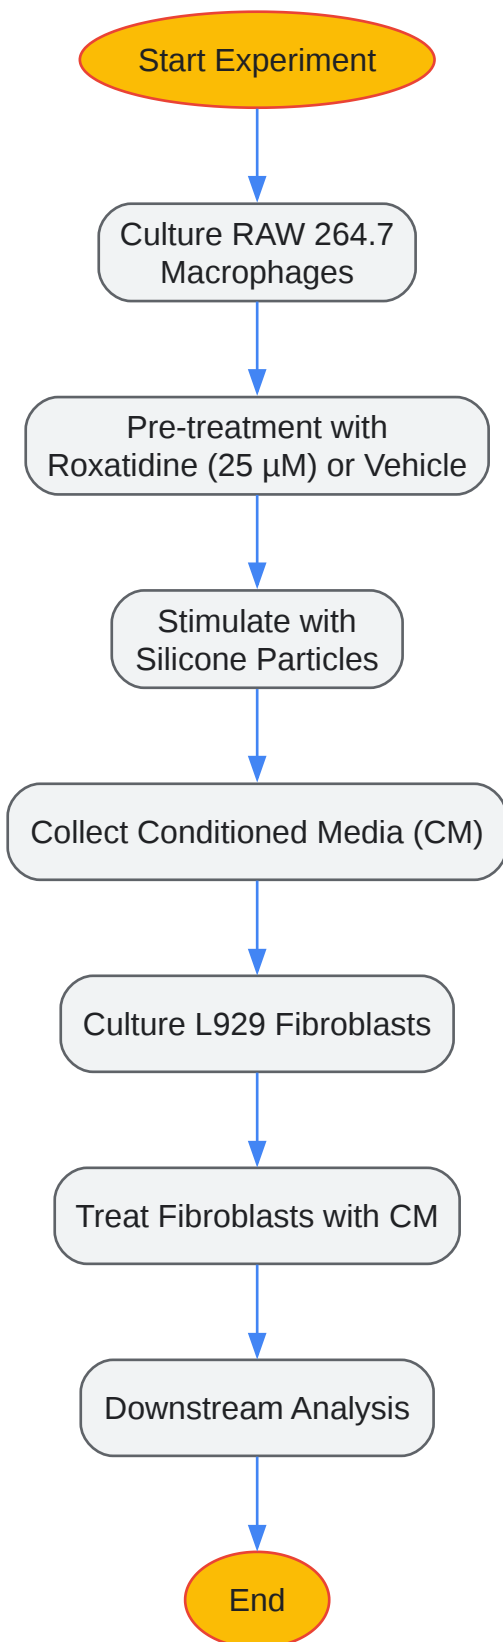 Start Experiment
Culture RAW 264.7
Macrophages
Pre-treatment with
Roxatidine (25 µM) or Vehicle
Stimulate with
Silicone Particles
Collect Conditioned Media (CM)
Culture L929 Fibroblasts
Treat Fibroblasts with CM
Downstream Analysis
End